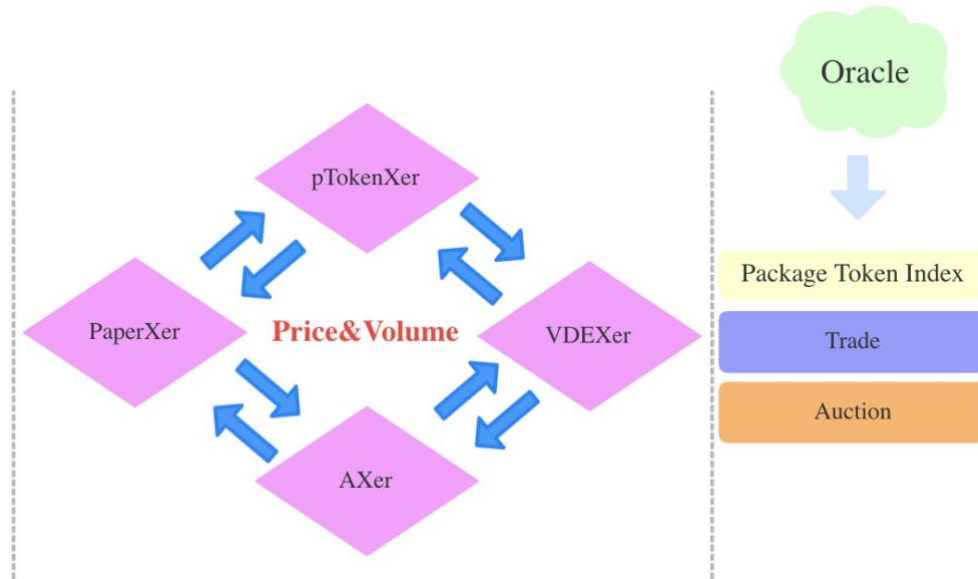 Oracle
pTokenXer
Package Token Index
PaperXer
Price&Volume
VDEXer
Trade
Auction
AXer